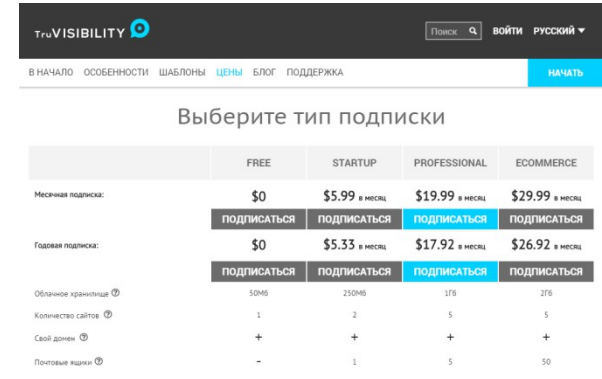 TruVISIBILITY
Поиск ВОЙТИ РУССКИЙ
В НАЧАЛО ОСОБЕННОСТИ ШАБЛОНЫ ЦЕНЫ БЛОГ ПОДДЕРЖКА НАЧАТЬ
Выберите тип подписки
FREE STARTUP PROFESSIONAL ECOMMERCE
Месячная подписка: $0 $5.99 в месяц $19.99 в месяц $29.99 в месяц
ПОДПИСАТЬСЯ ПОДПИСАТЬСЯ ПОДПИСАТЬСЯ ПОДПИСАТЬСЯ
Годовая подписка: $0 $5.33 в месяц $17.92 в месяц $26.92 в месяц
ПОДПИСАТЬСЯ ПОДПИСАТЬСЯ ПОДПИСАТЬСЯ ПОДПИСАТЬСЯ
Облачное хранилище ? 50Мб 250Мб 1Гб 2Гб
Количество сайтов ? 1 2 5 5
Свой домен ? + + + +
Почтовые ящики ? - 1 5 50